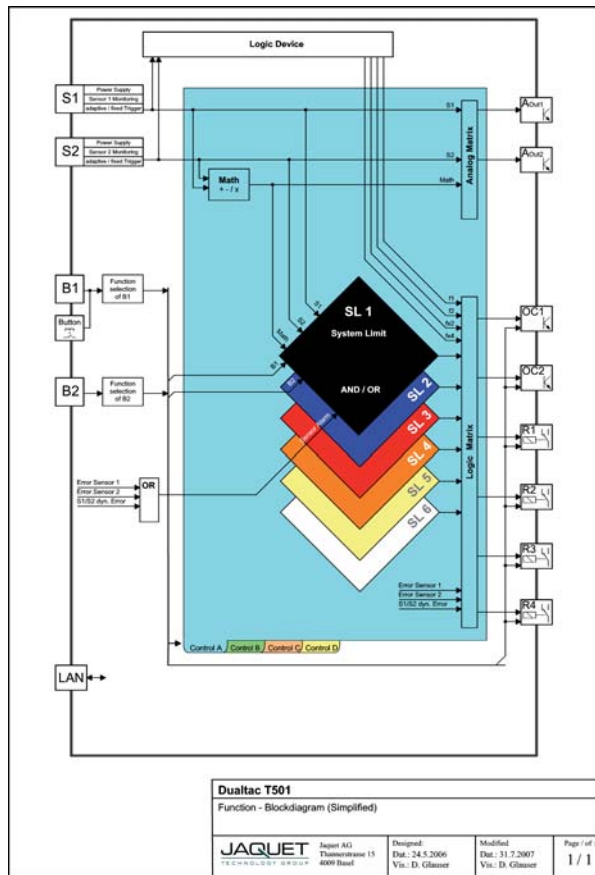 Logic Device
S1
Power Supply
Sensor 1 Monitoring
adaptive / fixed Trigger
S1
AOut1
S2
Power Supply
Sensor 2 Monitoring
adaptive / fixed Trigger
S2
AOut2
Math
+ - / x
Math
Analog Matrix
B1
Function
selection
of B1
Button
B2
Function
selection
of B2
S1
S2
Math
B1
B2
Sensor Alarm
SL 1
System Limit
AND / OR
SL 2
SL 3
SL 4
SL 5
SL 6
f1
f2
fs2
fs4
Logic Matrix
OC1
OC2
R1
R2
R3
R4
Error Sensor 1
Error Sensor 2
S1/S2 dyn. Error
OR
Error Sensor 1
Error Sensor 2
S1/S2 dyn. Error
Control A
Control B
Control C
Control D
LAN
Dualtac T501
Function - Blockdiagram (Simplified)
JAQUET
TECHNOLOGY GROUP
Jaquet AG
Thannerstrasse 15
4009 Basel
Designed:
Dat.: 24.5.2006
Vis.: D. Glauser
Modified
Dat.: 31.7.2007
Vis.: D. Glauser
Page / of
1 / 1